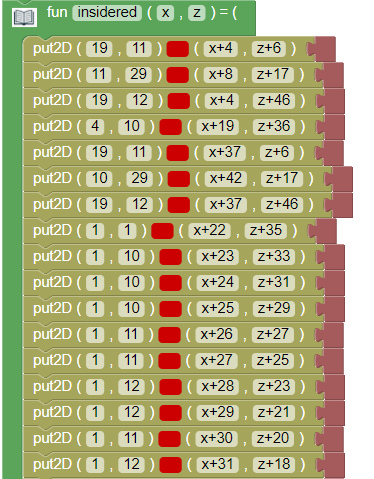 fun insidered ( x , z ) = (
put2D ( 19 , 11 ) ( x+4 , z+6 )
put2D ( 11 , 29 ) ( x+8 , z+17 )
put2D ( 19 , 12 ) ( x+4 , z+46 )
put2D ( 4 , 10 ) ( x+19 , z+36 )
put2D ( 19 , 11 ) ( x+37 , z+6 )
put2D ( 10 , 29 ) ( x+42 , z+17 )
put2D ( 19 , 12 ) ( x+37 , z+46 )
put2D ( 1 , 1 ) ( x+22 , z+35 )
put2D ( 1 , 10 ) ( x+23 , z+33 )
put2D ( 1 , 10 ) ( x+24 , z+31 )
put2D ( 1 , 10 ) ( x+25 , z+29 )
put2D ( 1 , 11 ) ( x+26 , z+27 )
put2D ( 1 , 11 ) ( x+27 , z+25 )
put2D ( 1 , 12 ) ( x+28 , z+23 )
put2D ( 1 , 12 ) ( x+29 , z+21 )
put2D ( 1 , 11 ) ( x+30 , z+20 )
put2D ( 1 , 12 ) ( x+31 , z+18 )